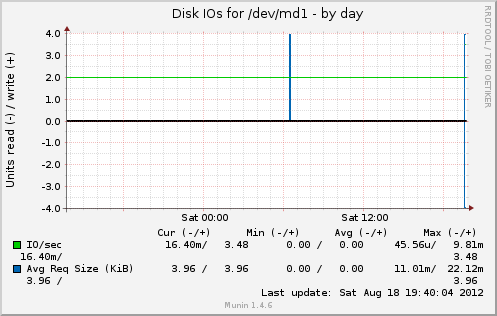 Disk IOs for /dev/md1 - by day
RRDTOOL / TOBI OETIKER
Units read (-) / write (+)
4.0
3.0
2.0
1.0
0.0
-1.0
-2.0
-3.0
-4.0
Sat 00:00 Sat 12:00
Cur (-/+) Min (-/+) Avg (-/+) Max (-/+)
IO/sec 16.40m/ 3.48 0.00 / 0.00 45.56u/ 9.81m
16.40m/ 3.48
Avg Req Size (KiB) 3.96 / 3.96 0.00 / 0.00 11.01m/ 22.12m
3.96 / 3.96
Last update: Sat Aug 18 19:40:04 2012
Munin 1.4.6